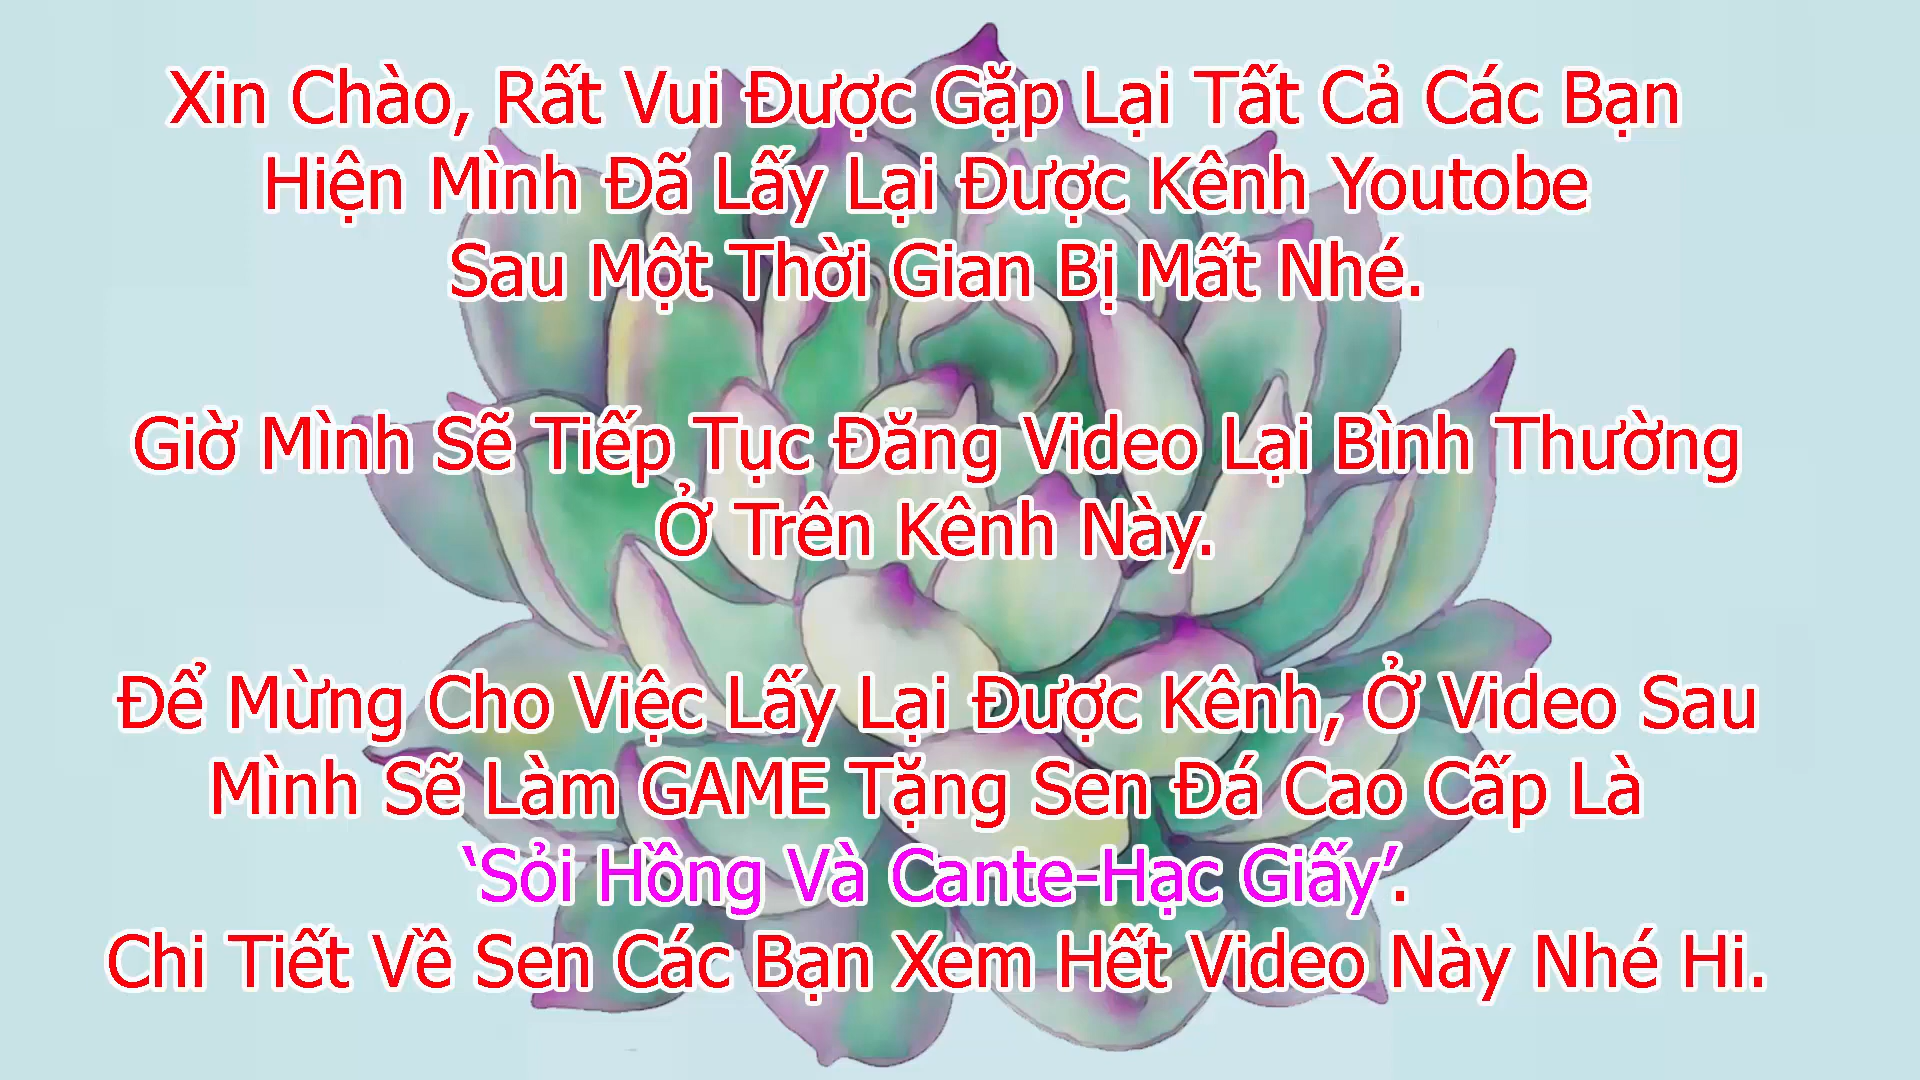 Xin Chào, Rất Vui Được Gặp Lại Tất Cả Các Bạn
Hiện Mình Đã Lấy Lại Được Kênh Youtobe
Sau Một Thời Gian Bị Mất Nhé.
Giờ Mình Sẽ Tiếp Tục Đăng Video Lại Bình Thường
Ở Trên Kênh Này.
Để Mừng Cho Việc Lấy Lại Được Kênh, Ở Video Sau
Mình Sẽ Làm GAME Tặng Sen Đá Cao Cấp Là
‘Sỏi Hồng Và Cante-Hạc Giấy’.
Chi Tiết Về Sen Các Bạn Xem Hết Video Này Nhé Hi.